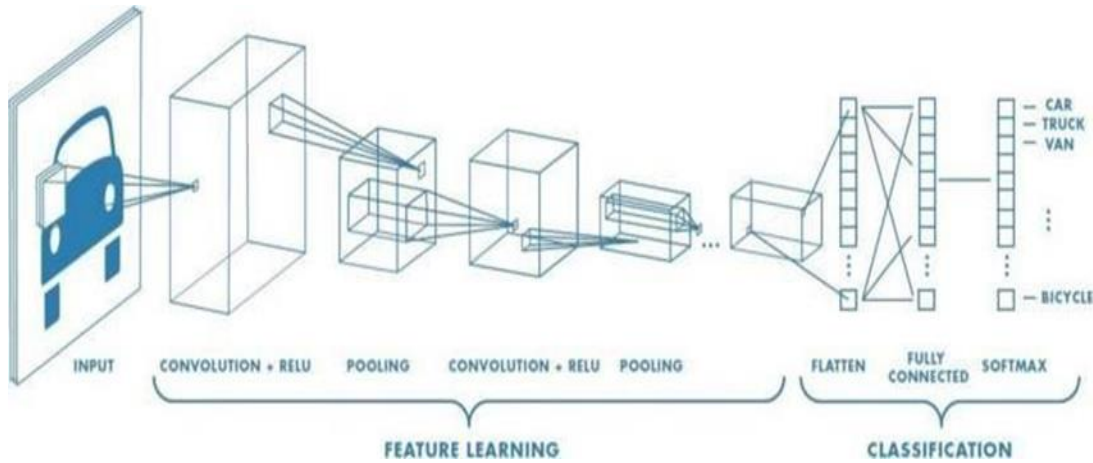 CAR
TRUCK
VAN
BICYCLE
INPUT
CONVOLUTION + RELU
POOLING
CONVOLUTION + RELU
POOLING
FLATTEN
FULLY
CONNECTED
SOFTMAX
FEATURE LEARNING
CLASSIFICATION